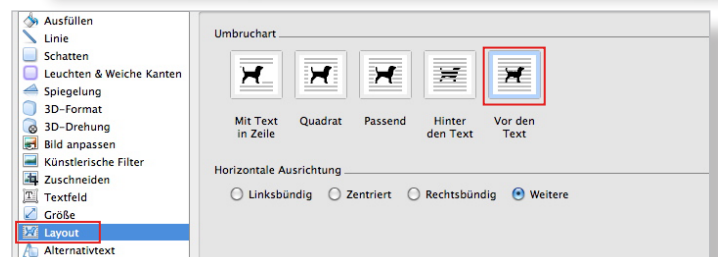 Ausfüllen
Linie
Schatten
Leuchten & Weiche Kanten
Spiegelung
3D-Format
3D-Drehung
Bild anpassen
Künstlerische Filter
Zuschneiden
Textfeld
Größe
Layout
Alternativtext
Umbruchart
Mit Text in Zeile
Quadrat
Passend
Hinter den Text
Vor den Text
Horizontale Ausrichtung
Linksbündig Zentriert Rechtsbündig Weitere